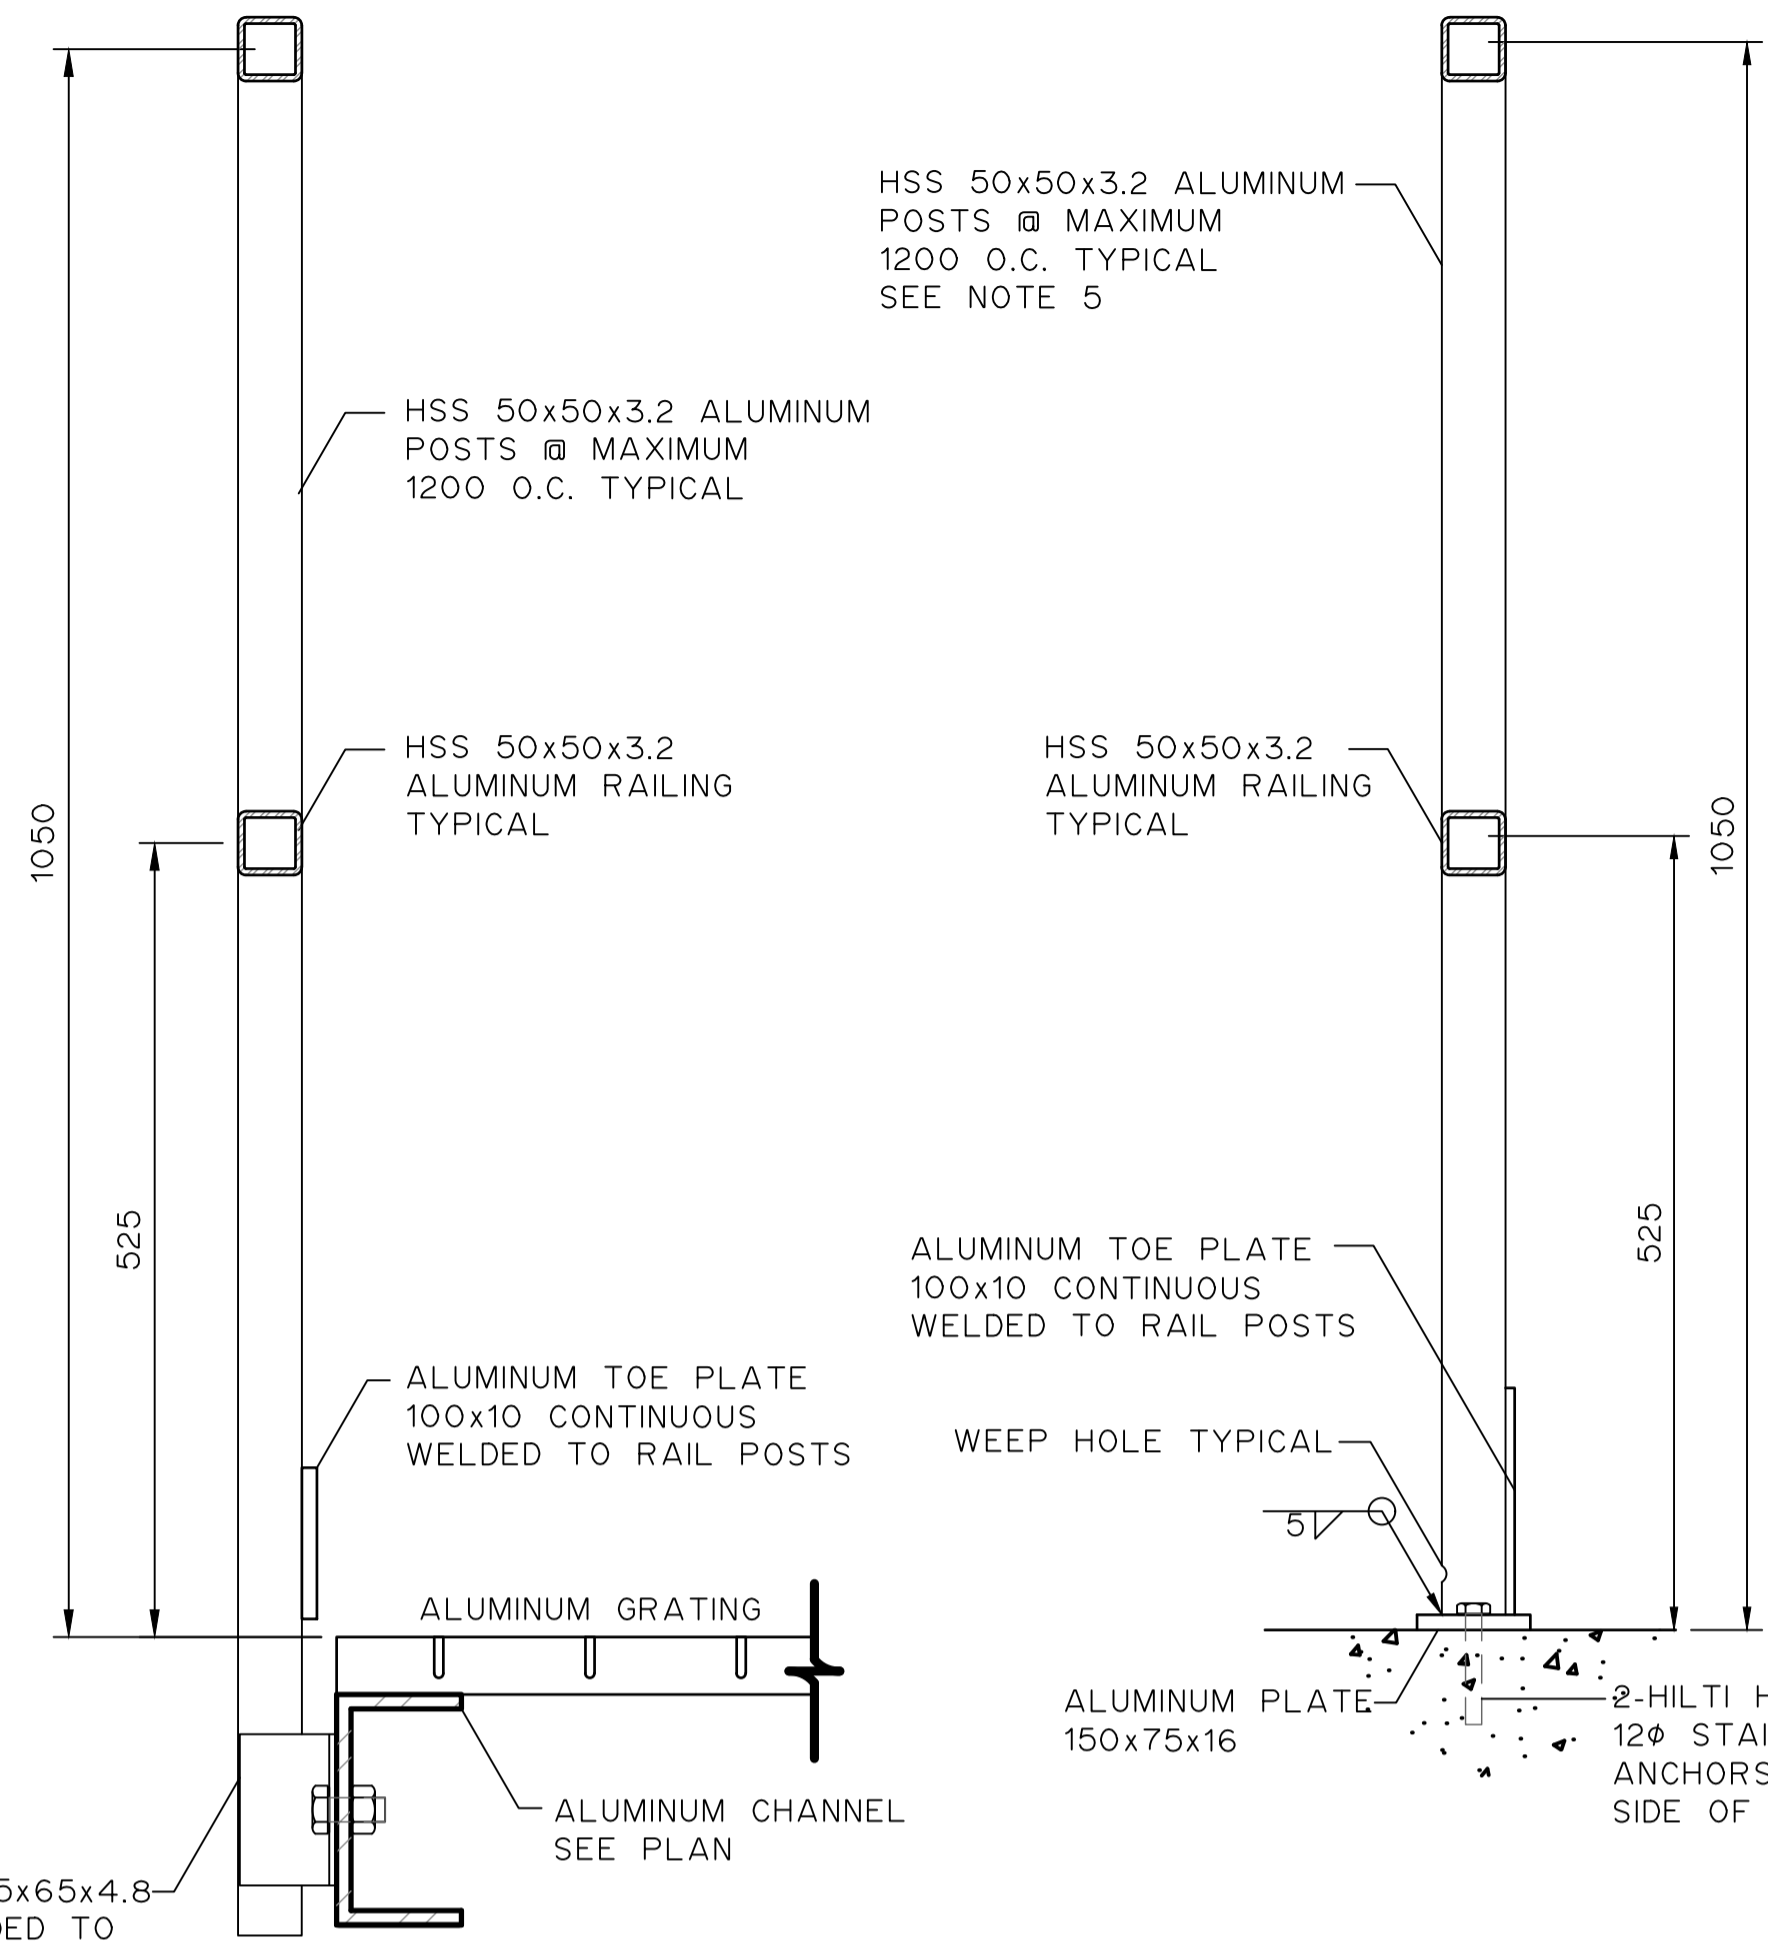 HSS 50x50x3.2 ALUMINUM
POSTS @ MAXIMUM
1200 O.C. TYPICAL
SEE NOTE 5
HSS 50x50x3.2 ALUMINUM
POSTS @ MAXIMUM
1200 O.C. TYPICAL
HSS 50x50x3.2
ALUMINUM RAILING
TYPICAL
HSS 50x50x3.2
ALUMINUM RAILING
TYPICAL
1050
1050
525
525
ALUMINUM TOE PLATE
100x10 CONTINUOUS
WELDED TO RAIL POSTS
ALUMINUM TOE PLATE
100x10 CONTINUOUS
WELDED TO RAIL POSTS
WEEP HOLE TYPICAL
5
ALUMINUM GRATING
ALUMINUM PLATE
150x75x16
2-HILTI
12ϕ
ANCHORS
SIDE OF
ALUMINUM CHANNEL
SEE PLAN
5x65x4.8
TO